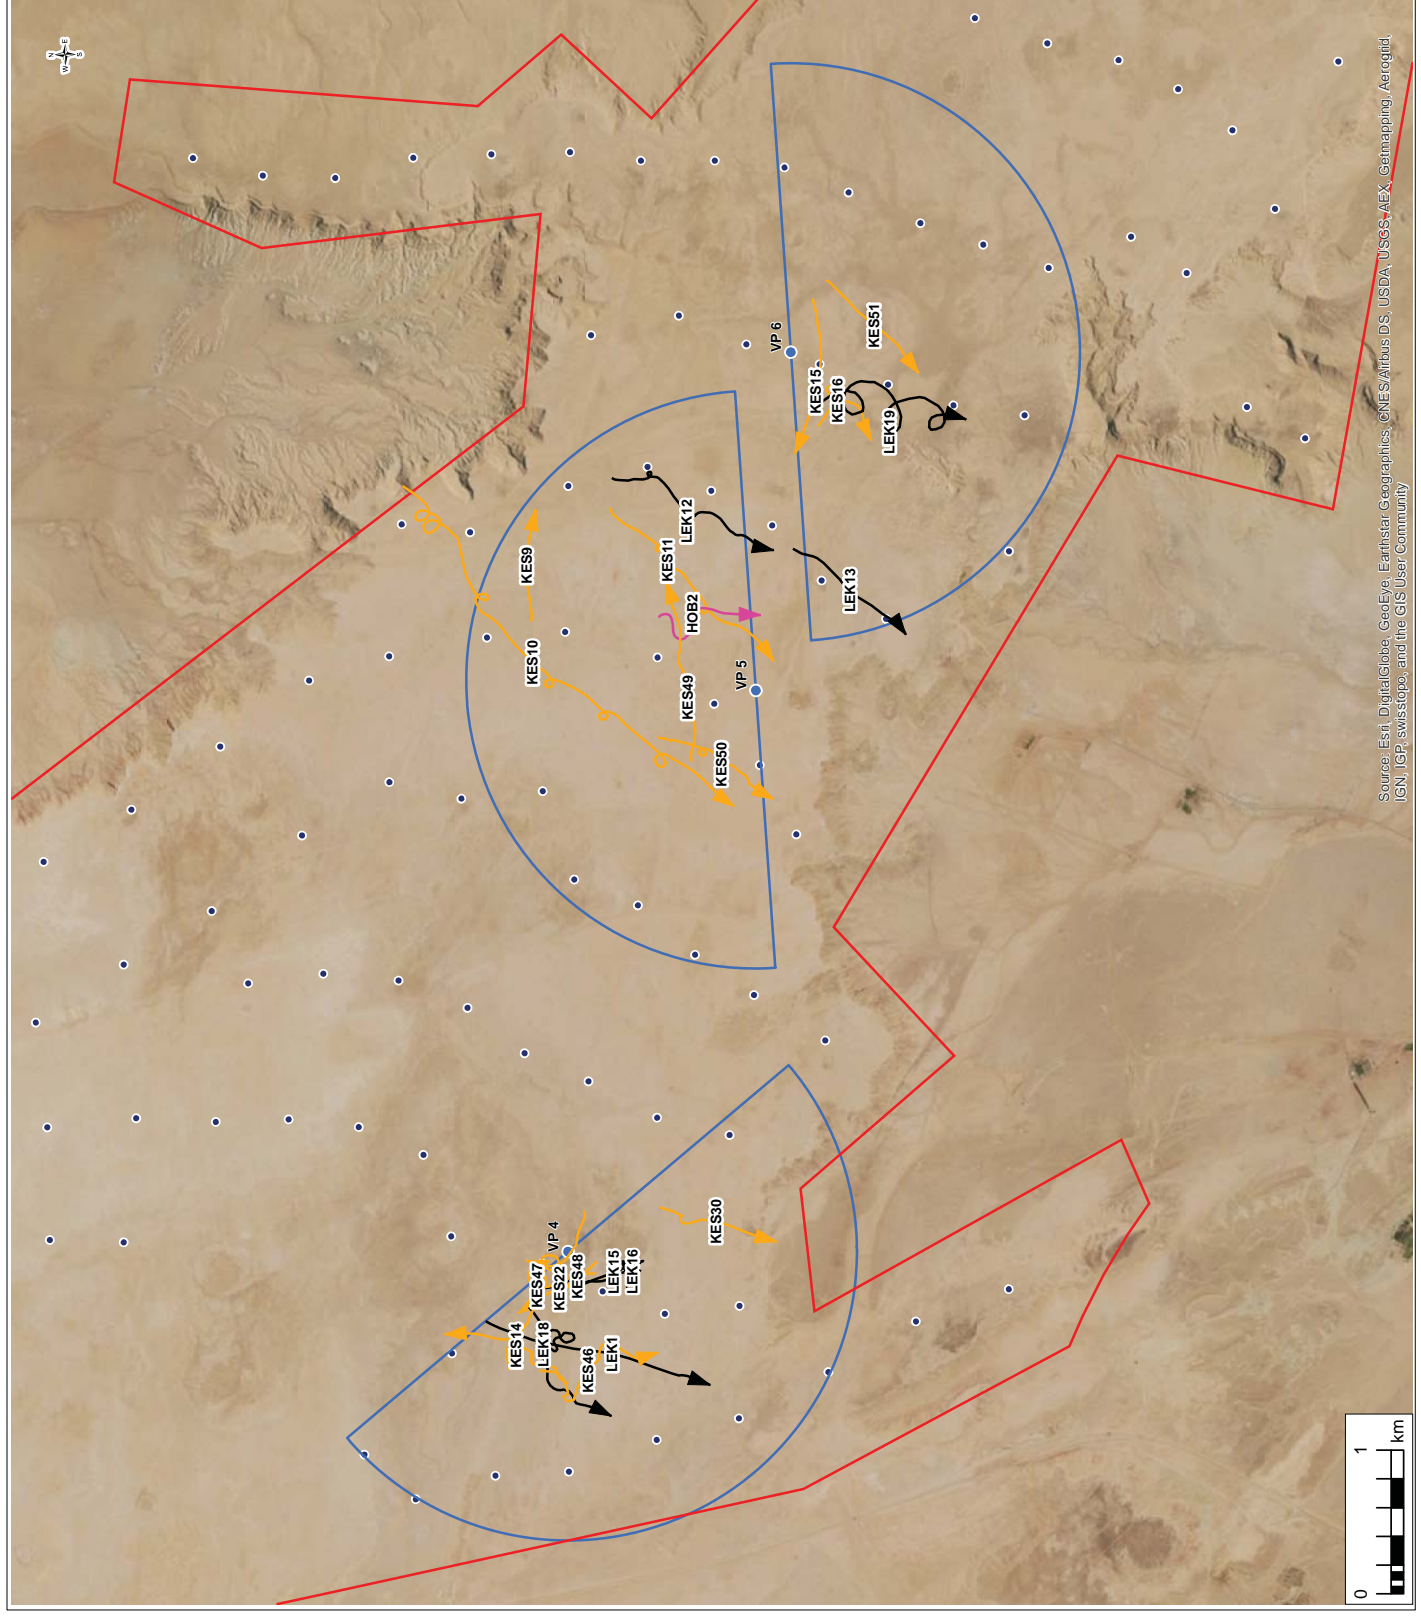 N
W E
S
KES14
KES9
KES10
KES47
LEK18
VP 4
KES22
KES48
KES46
LEK1
LEK15
LEK16
KES11
LEK12
KES49
HOB2
KES30
KES50
VP 5
VP 6
KES15
KES16
LEK13
KES51
LEK19
0 1
km
Source: Esri, DigitalGlobe, GeoEye, Earthstar Geographics, CNES/Airbus DS, USDA, USGS, AEX, Getmapping, Aerogrid,
IGN, IGP, swisstopo, and the GIS User Community